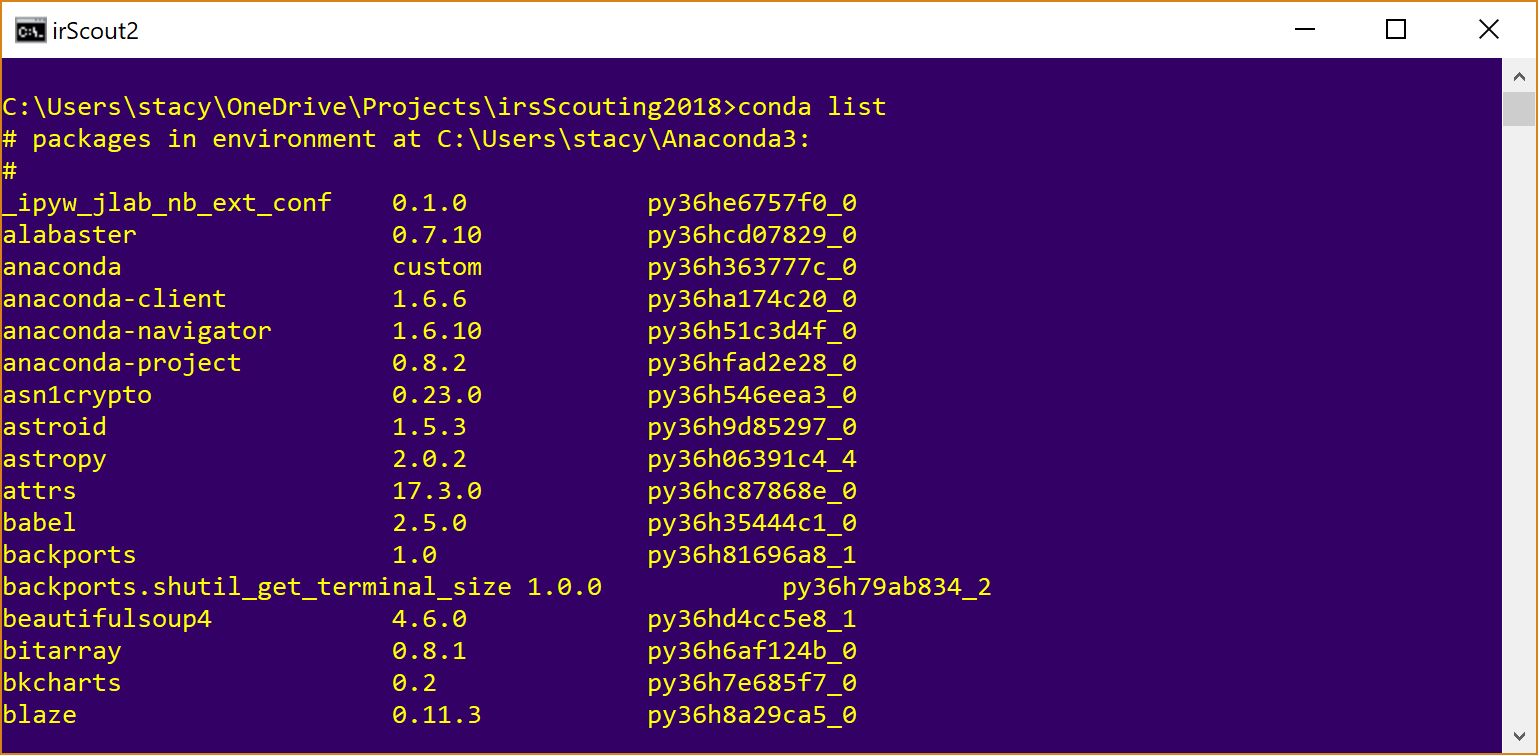 irScout2
C:\Users\stacy\OneDrive\Projects\irsScouting2018>conda list
# packages in environment at C:\Users\stacy\Anaconda3:
#
_ipyw_jlab_nb_ext_conf    0.1.0            py36he6757f0_0
alabaster                 0.7.10           py36hcd07829_0
anaconda                  custom           py36h363777c_0
anaconda-client           1.6.6            py36ha174c20_0
anaconda-navigator        1.6.10           py36h51c3d4f_0
anaconda-project          0.8.2            py36hfad2e28_0
asn1crypto                0.23.0           py36h546eea3_0
astroid                   1.5.3            py36h9d85297_0
astropy                   2.0.2            py36h06391c4_4
attrs                     17.3.0           py36hc87868e_0
babel                     2.5.0            py36h35444c1_0
backports                 1.0              py36h81696a8_1
backports.shutil_get_terminal_size 1.0.0            py36h79ab834_2
beautifulsoup4            4.6.0            py36hd4cc5e8_1
bitarray                  0.8.1            py36h6af124b_0
bkcharts                  0.2              py36h7e685f7_0
blaze                     0.11.3           py36h8a29ca5_0